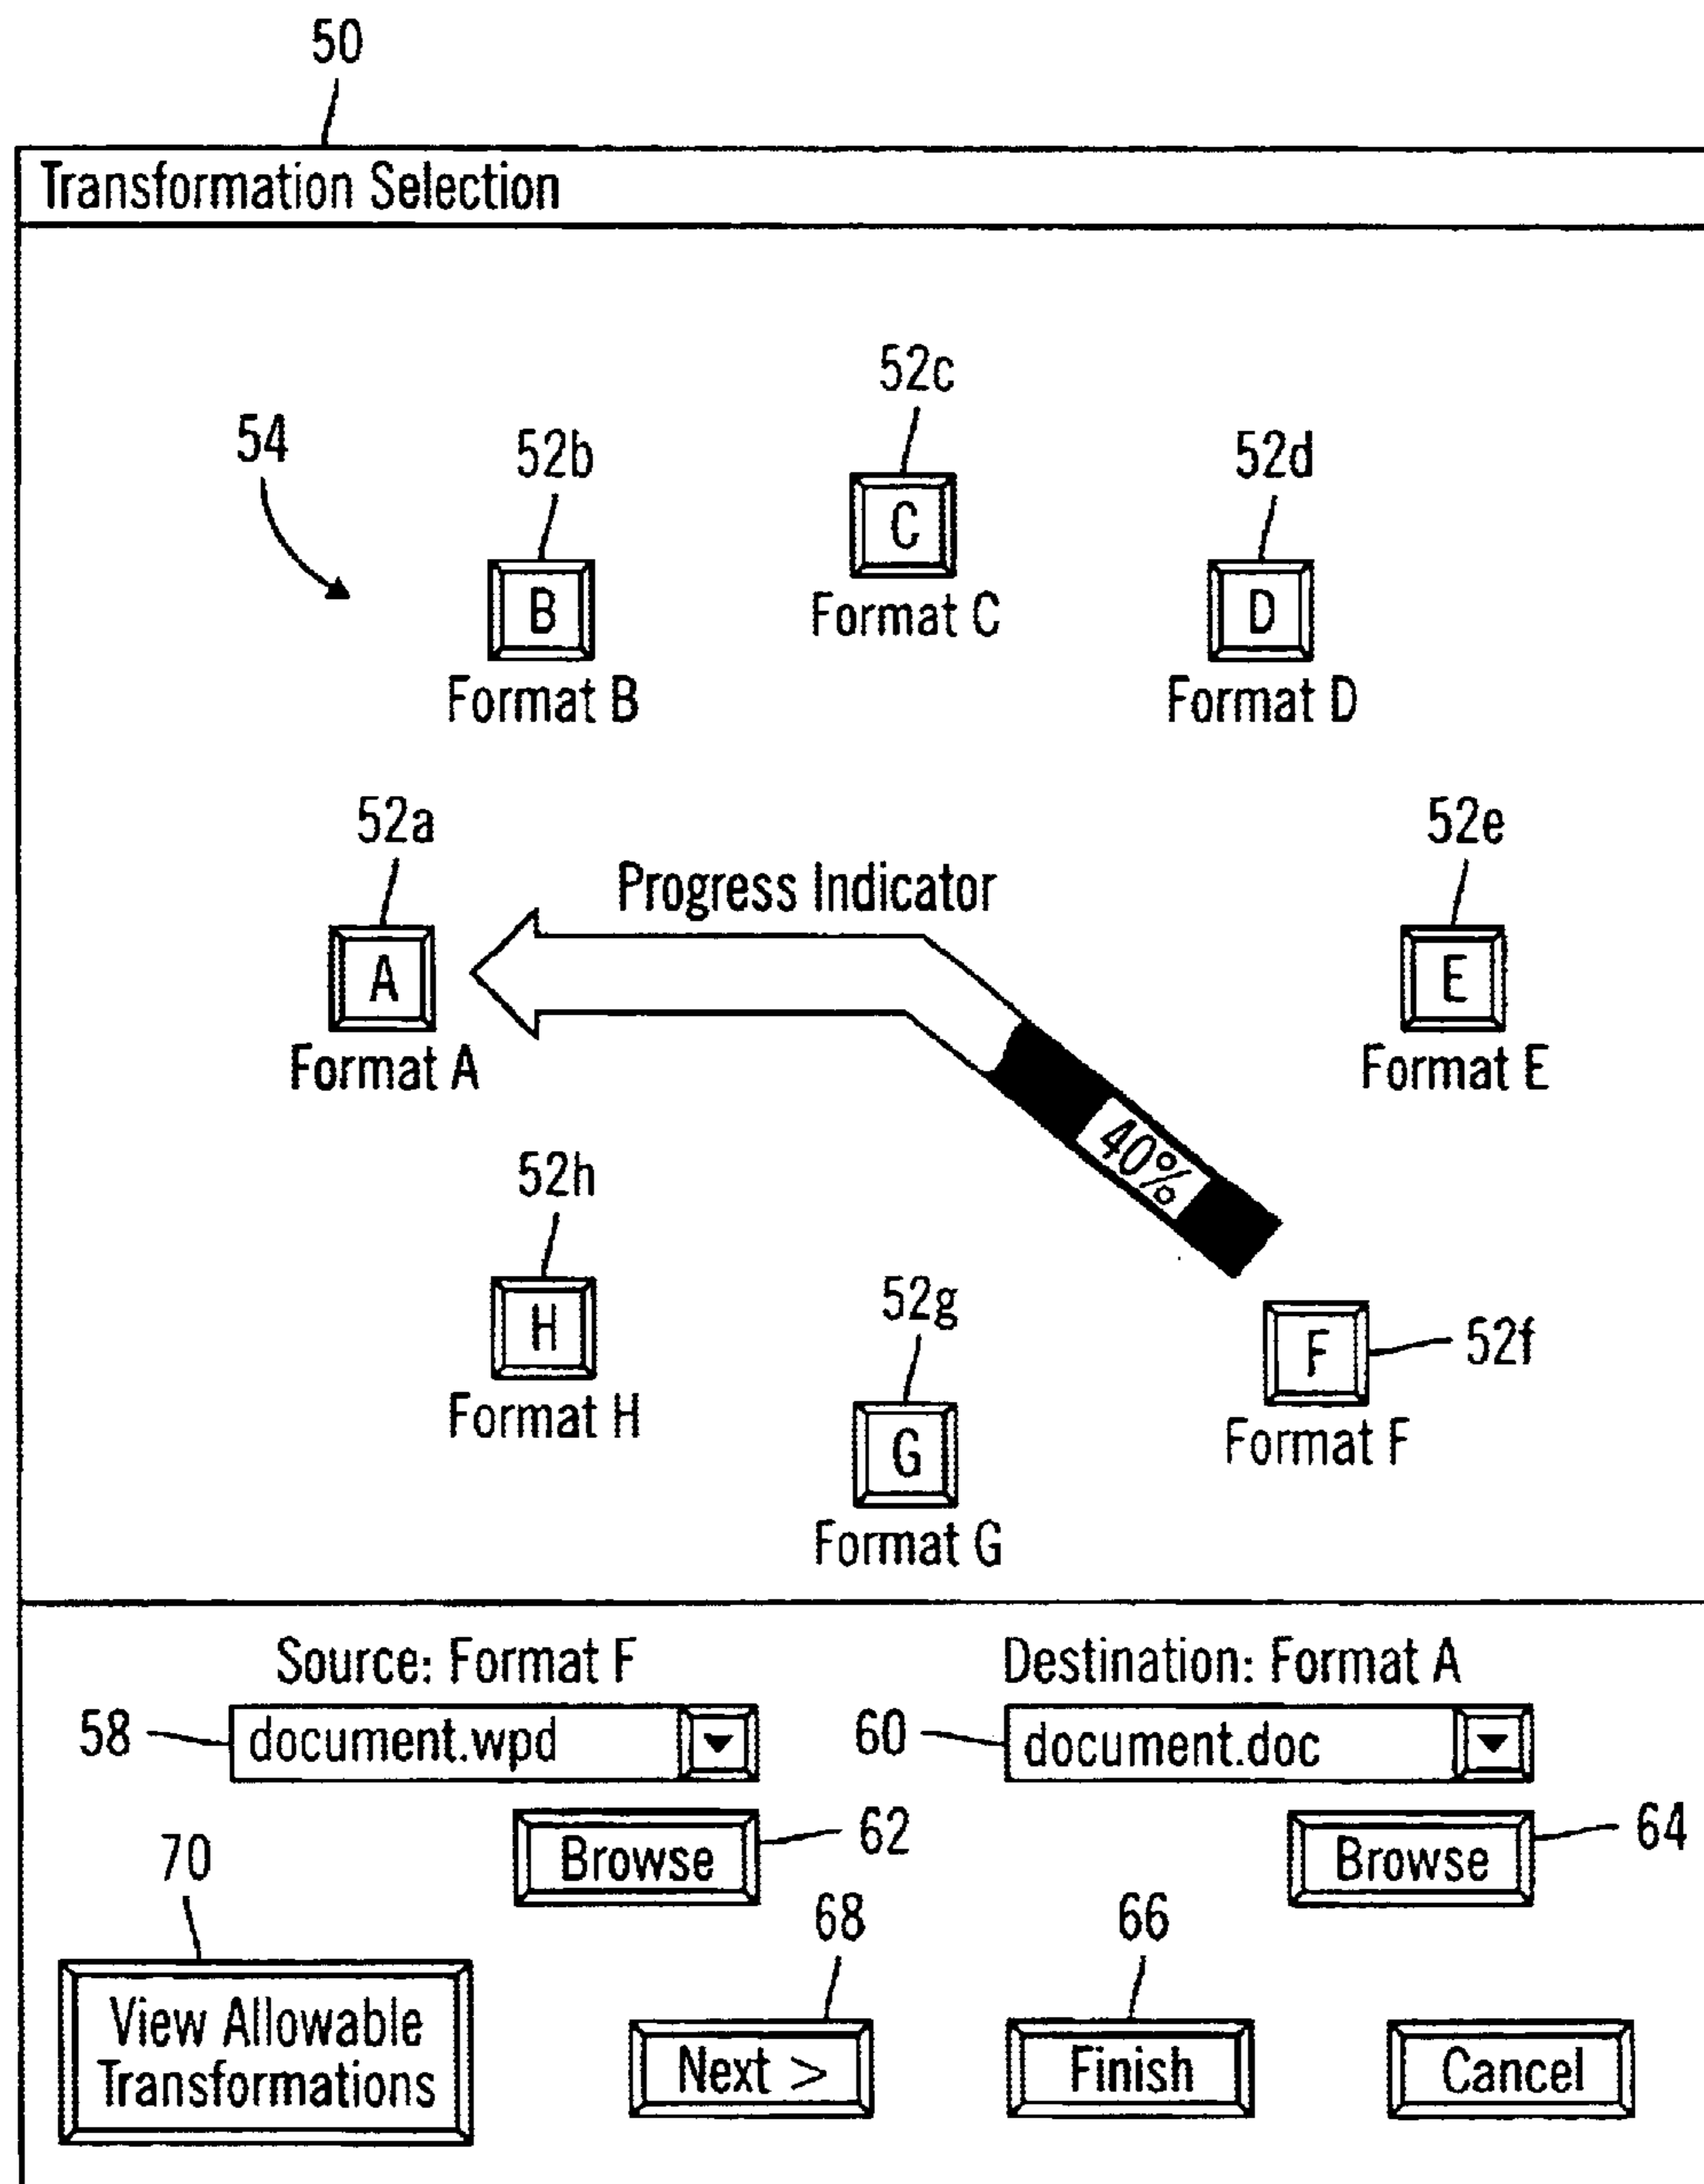 50
Transformation Selection
52c
54
52b
52d
C
Format C
B
Format B
D
Format D
52a
52e
Progress Indicator
A
Format A
E
Format E
40%
52h
52g
H
Format H
F
52f
Format F
G
Format G
Source: Format F
Destination: Format A
58
document.wpd
60
document.doc
Browse
62
Browse
64
70
68
66
View Allowable
Transformations
Next >
Finish
Cancel